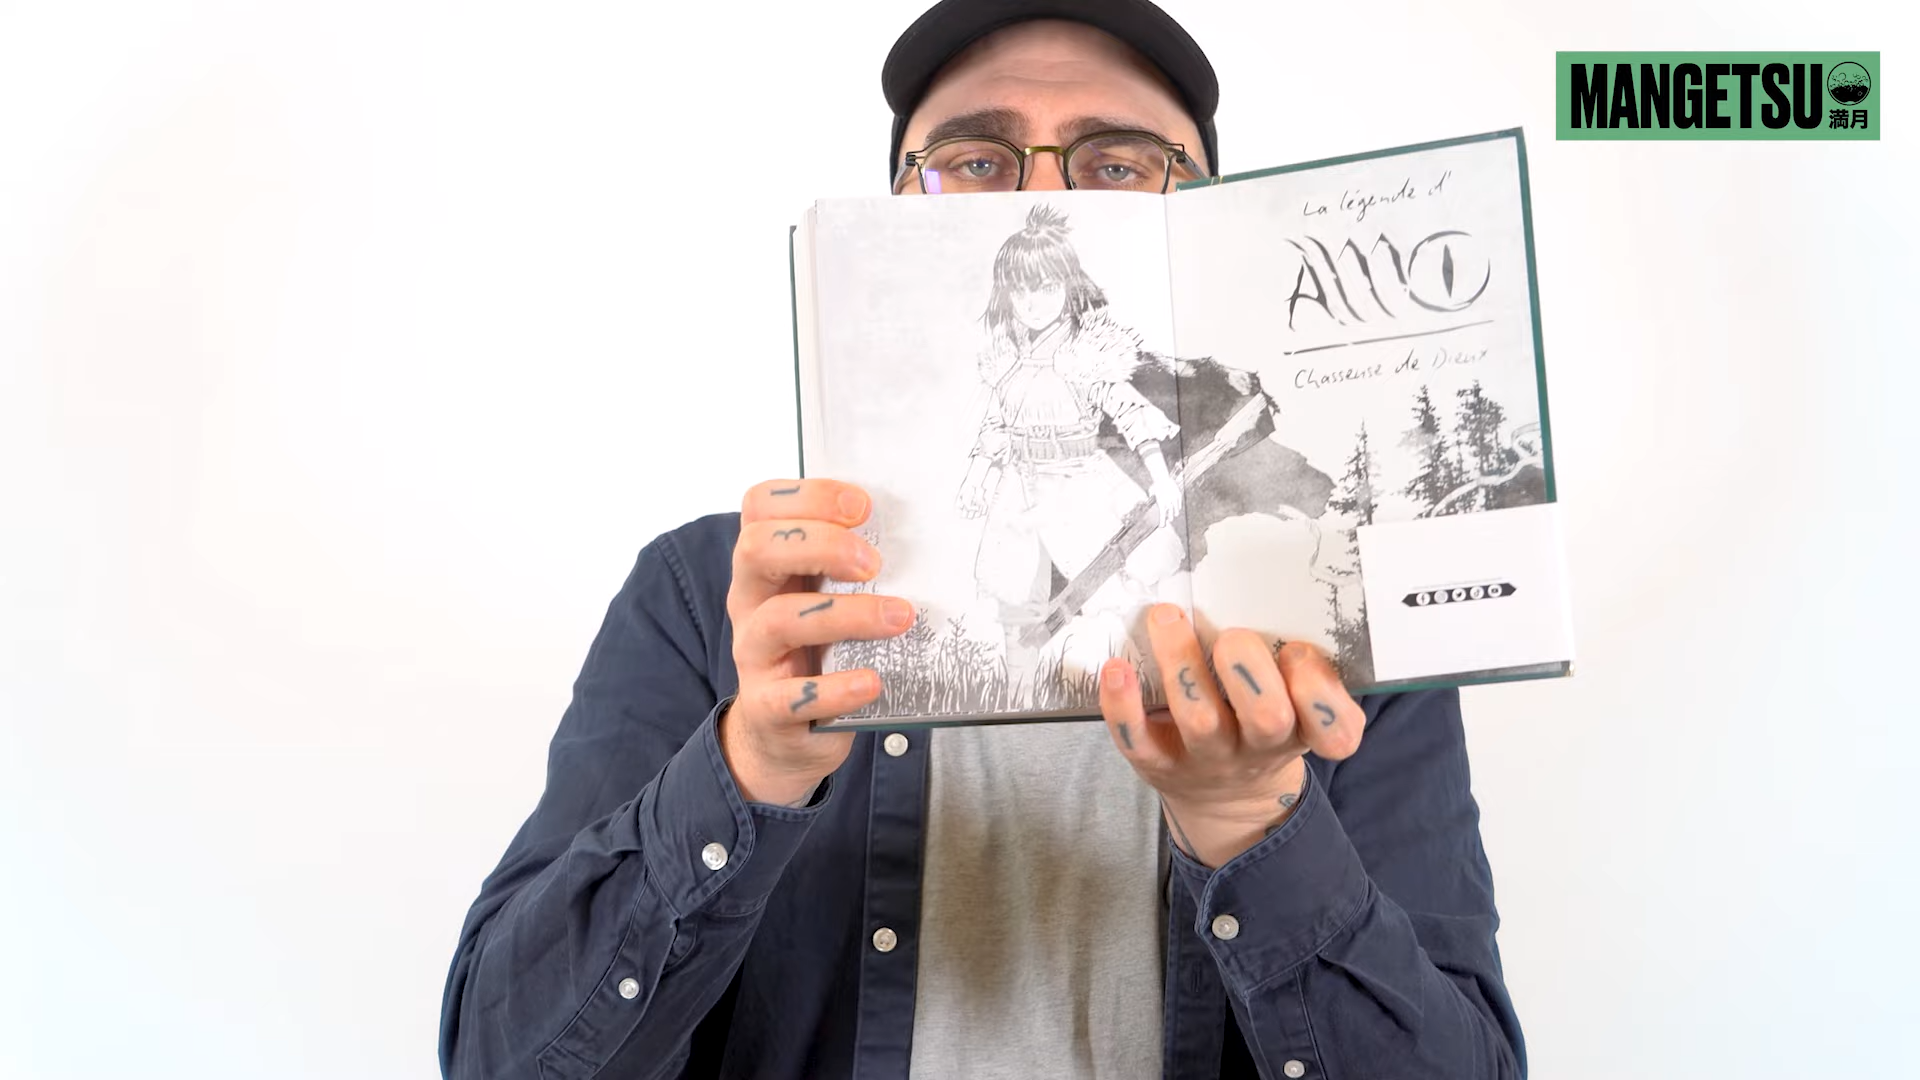 MANGETSU
満月
La légende d'
AMO
Chasseuse de Dieux